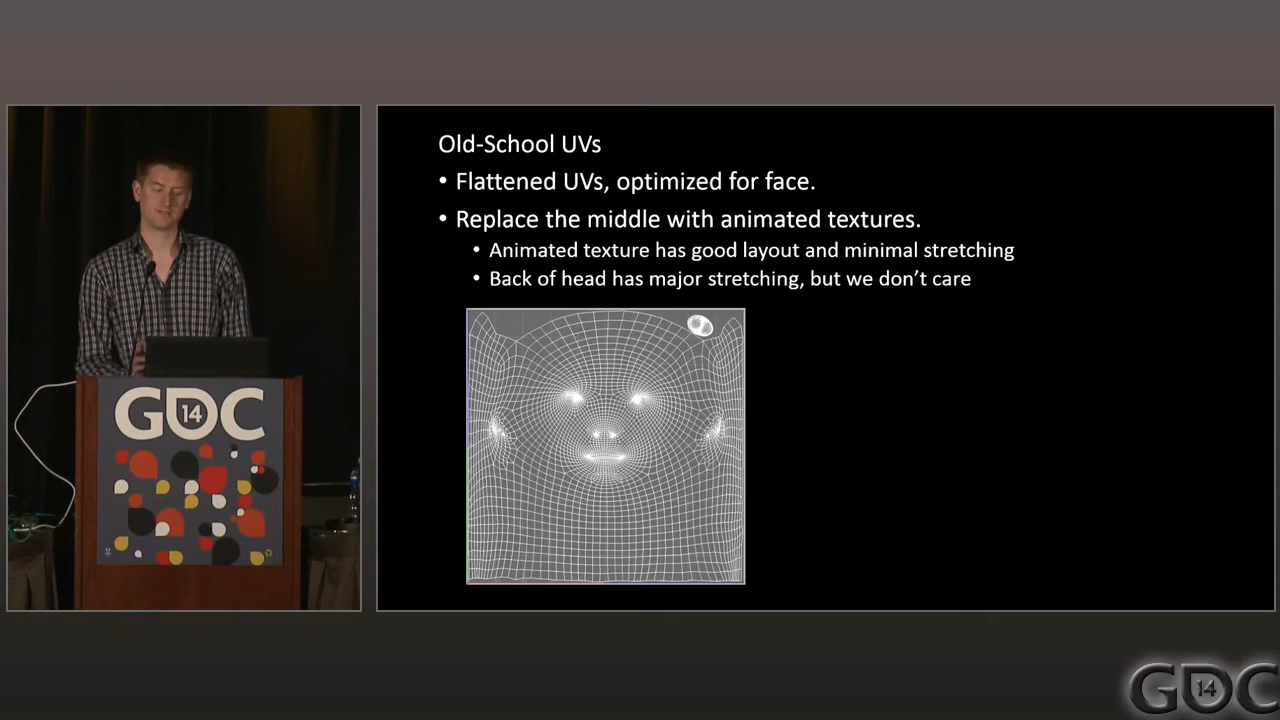 Old-School UVs
• Flattened UVs, optimized for face.
• Replace the middle with animated textures.
• Animated texture has good layout and minimal stretching
• Back of head has major stretching, but we don't care
GDC
14
GDC
14